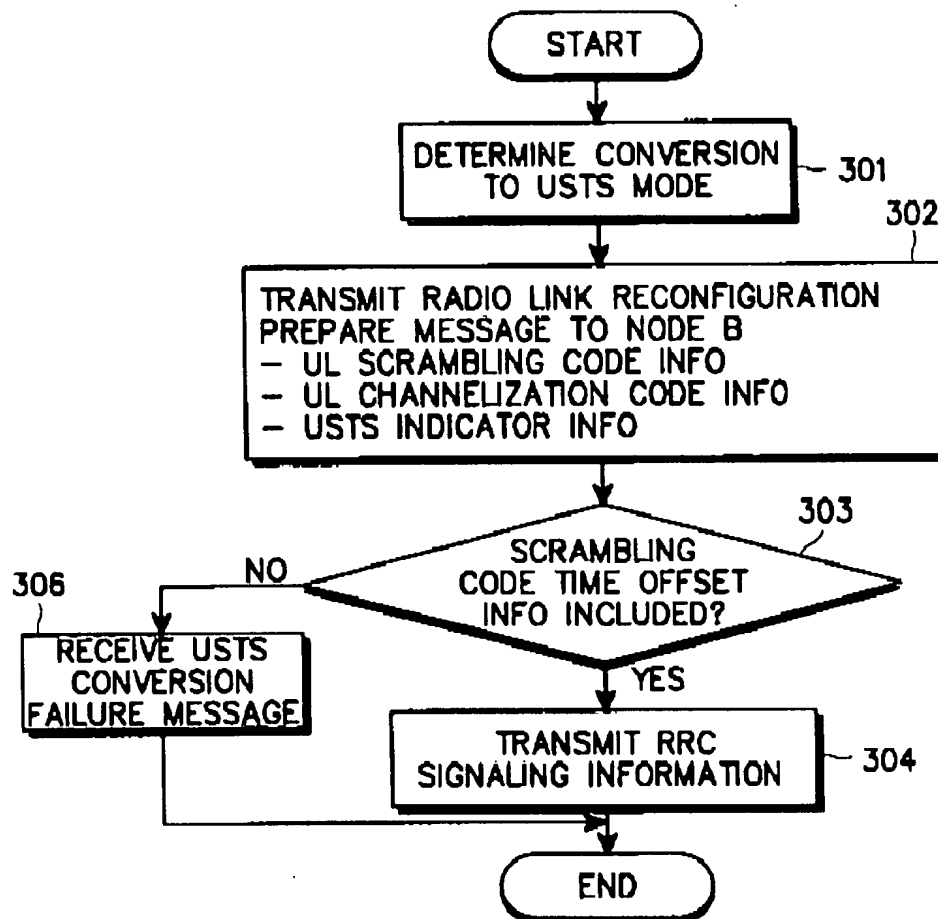 START
DETERMINE CONVERSION
TO USTS MODE
301
302
TRANSMIT RADIO LINK RECONFIGURATION
PREPARE MESSAGE TO NODE B
– UL SCRAMBLING CODE INFO
– UL CHANNELIZATION CODE INFO
– USTS INDICATOR INFO
303
SCRAMBLING
CODE TIME OFFSET
INFO INCLUDED?
NO
306
RECEIVE USTS
CONVERSION
FAILURE MESSAGE
YES
TRANSMIT RRC
SIGNALING INFORMATION
304
END